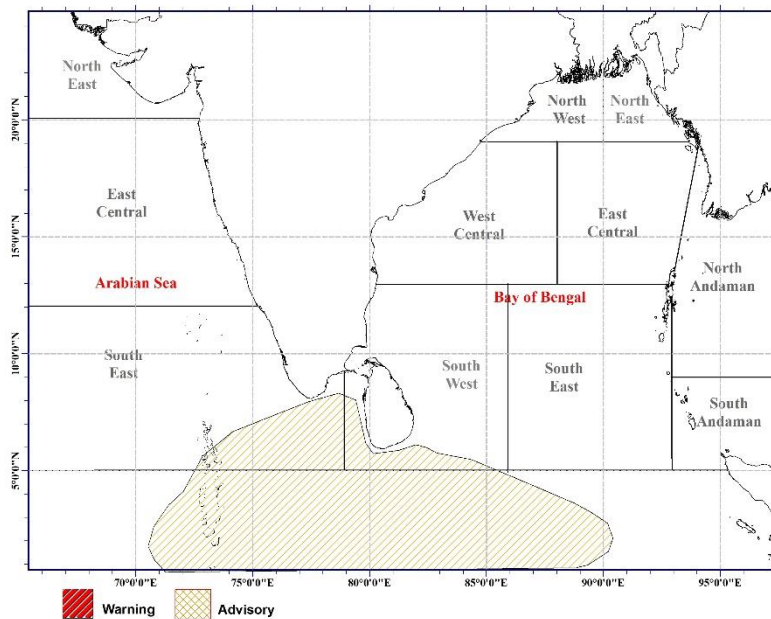 North
East
20°0'0"N
North
West
North
East
East
Central
West
Central
East
Central
15°0'0"N
Arabian Sea
Bay of Bengal
North
Andaman
10°0'0"N
South
East
South
West
South
East
South
Andaman
5°0'0"N
70°0'0"E
75°0'0"E
80°0'0"E
85°0'0"E
90°0'0"E
95°0'0"E
Warning
Advisory